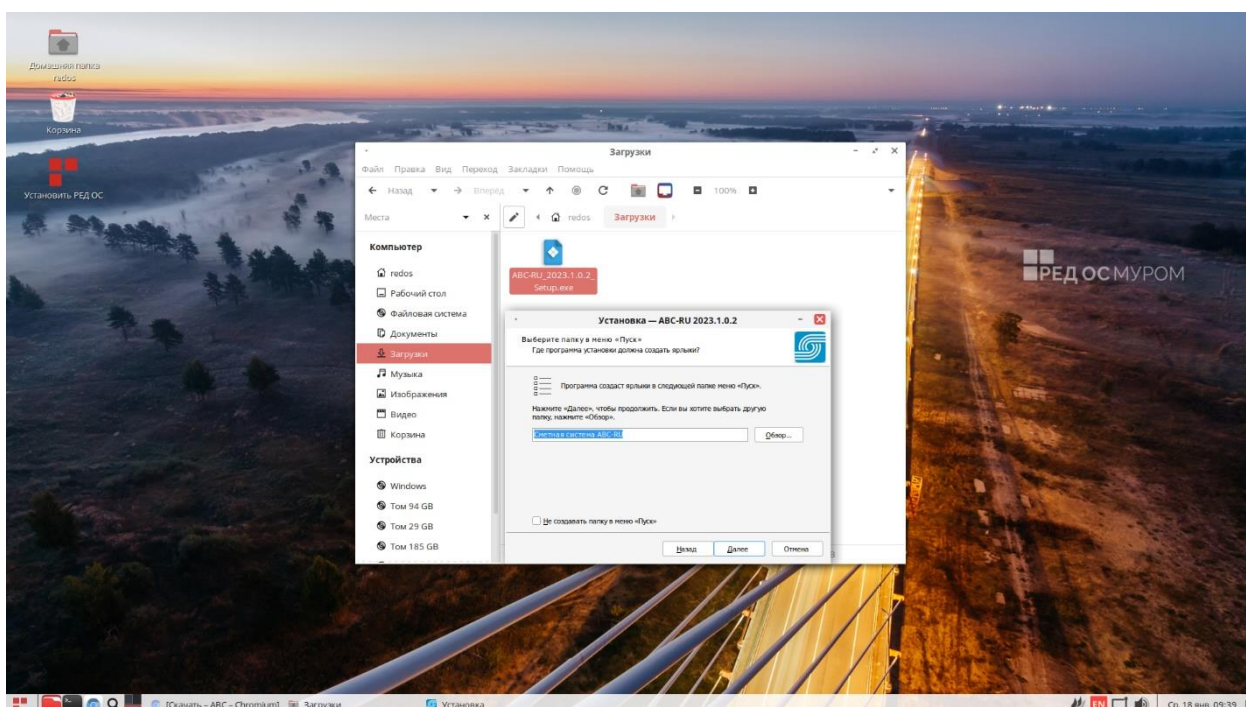 Домашняя папка
redos
Корзина
Установить РЕД ОС
Загрузки
Файл Правка Вид Переход Закладки Помощь
Назад Вперёд 100%
Места redos Загрузки
Компьютер
redos
Рабочий стол
Файловая система
Документы
Загрузки
Музыка
Изображения
Видео
Корзина
Устройства
Windows
Том 94 GB
Том 29 GB
Том 185 GB
ABC-RU_2023.1.0.2_
Setup.exe
Установка — ABC-RU 2023.1.0.2
Выберите папку в меню «Пуск»
Где программа установки должна создать ярлыки?
Программа создаст ярлыки в следующей папке меню «Пуск».
Нажмите «Далее», чтобы продолжить. Если вы хотите выбрать другую
папку, нажмите «Обзор».
Сметная система ABC-RU Обзор...
Не создавать папку в меню «Пуск»
Назад Далее Отмена
РЕД ОС МУРОМ
[Скачать – ABC – Chromium] Загрузки Установка EN Ср, 18 янв, 09:39